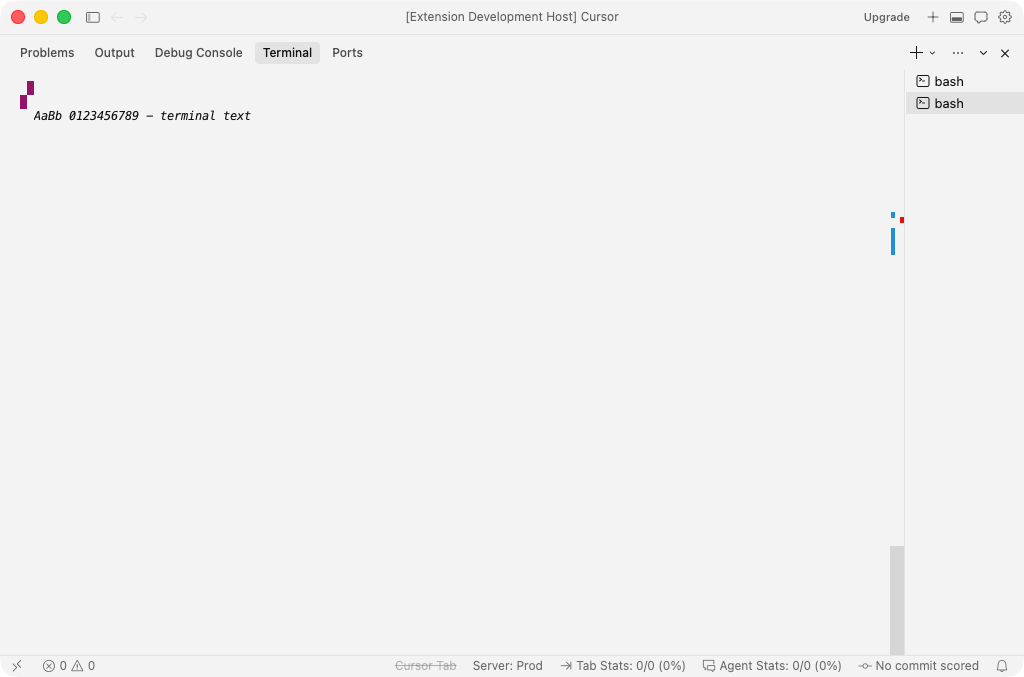 [Extension Development Host] Cursor
Upgrade
Problems Output Debug Console Terminal Ports
bash
bash
AaBb 0123456789 — terminal text
0 0 Cursor Tab Server: Prod Tab Stats: 0/0 (0%) Agent Stats: 0/0 (0%) No commit scored